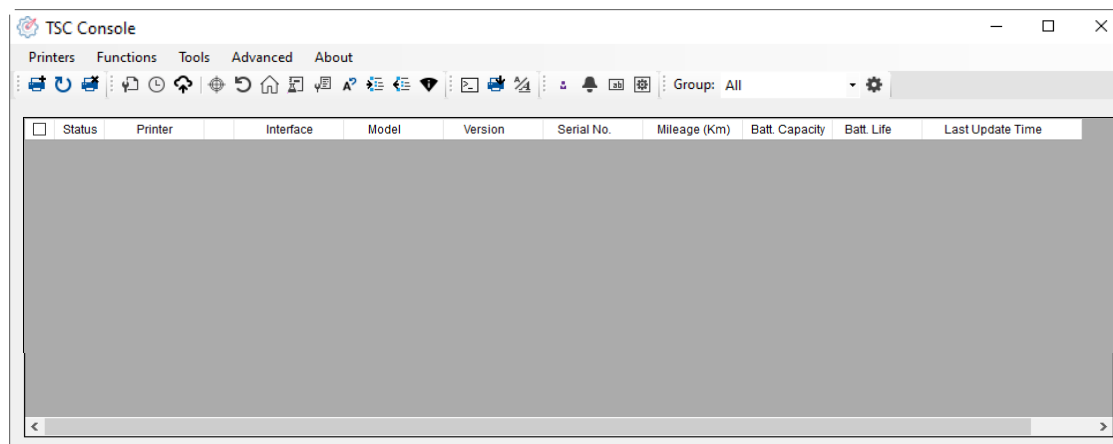 TSC Console
Printers Functions Tools Advanced About
Group: All
Status Printer Interface Model Version Serial No. Mileage (Km) Batt. Capacity Batt. Life Last Update Time